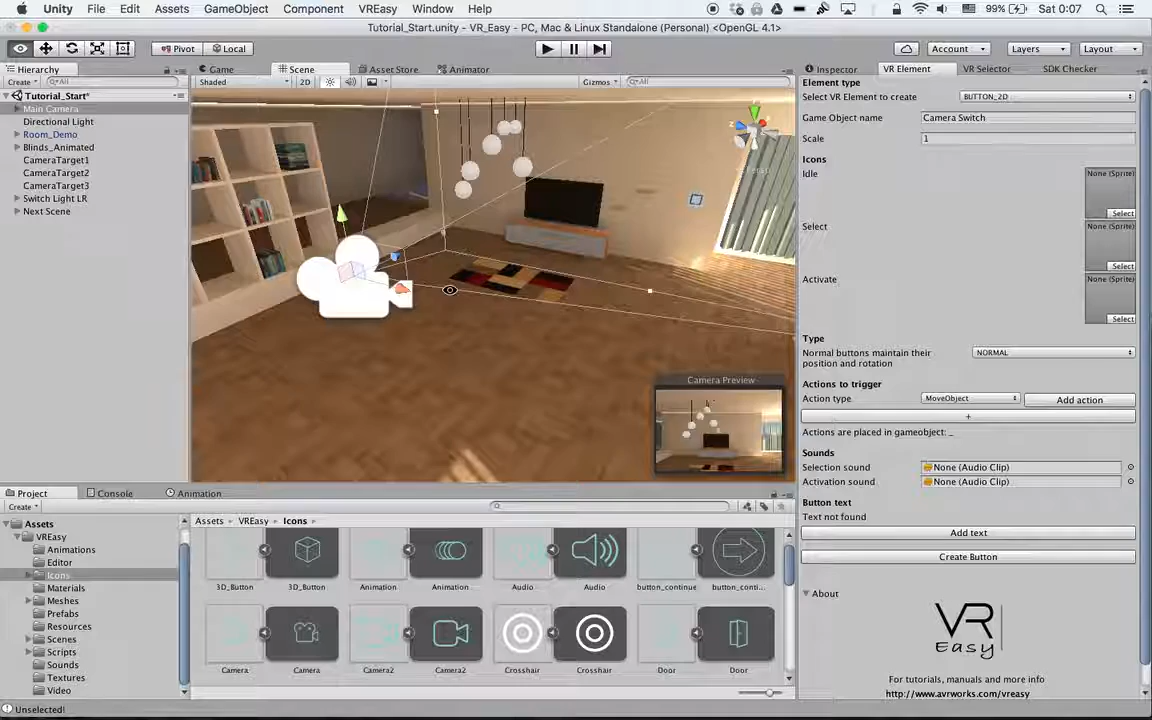 Unity File Edit Assets GameObject Component VREasy Window Help 99% Sat 0:07
Tutorial_Start.unity - VR_Easy - PC, Mac & Linux Standalone (Personal) <OpenGL 4.1>
Pivot Local Account Layers Layout
Hierarchy Game Scene Asset Store Animator Inspector VR Element VR Selector SDK Checker
Create All Shaded 2D Gizmos All
Tutorial_Start*
Main Camera
Directional Light
Room_Demo
Blinds_Animated
CameraTarget1
CameraTarget2
CameraTarget3
Switch Light LR
Next Scene
Persp
Camera Preview
Element type
Select VR Element to create BUTTON_2D
Game Object name Camera Switch
Scale 1
Icons
Idle None (Sprite)
Select
Select None (Sprite)
Select
Activate None (Sprite)
Select
Type
Normal buttons maintain their position and rotation NORMAL
Actions to trigger
Action type MoveObject Add action
+
Actions are placed in gameobject: _
Sounds
Selection sound None (Audio Clip)
Activation sound None (Audio Clip)
Button text
Text not found
Add text
Create Button
About
VR
Easy
For tutorials, manuals and more info
http://www.avrworks.com/vreasy
Project Console Animation
Create
Assets
VREasy
Animations
Editor
Icons
Materials
Meshes
Prefabs
Resources
Scenes
Scripts
Sounds
Textures
Video
Assets VREasy Icons
3D_Button 3D_Button Animation Animation Audio Audio button_continue button_conti...
Camera Camera Camera2 Camera2 Crosshair Crosshair Door Door
Unselected!